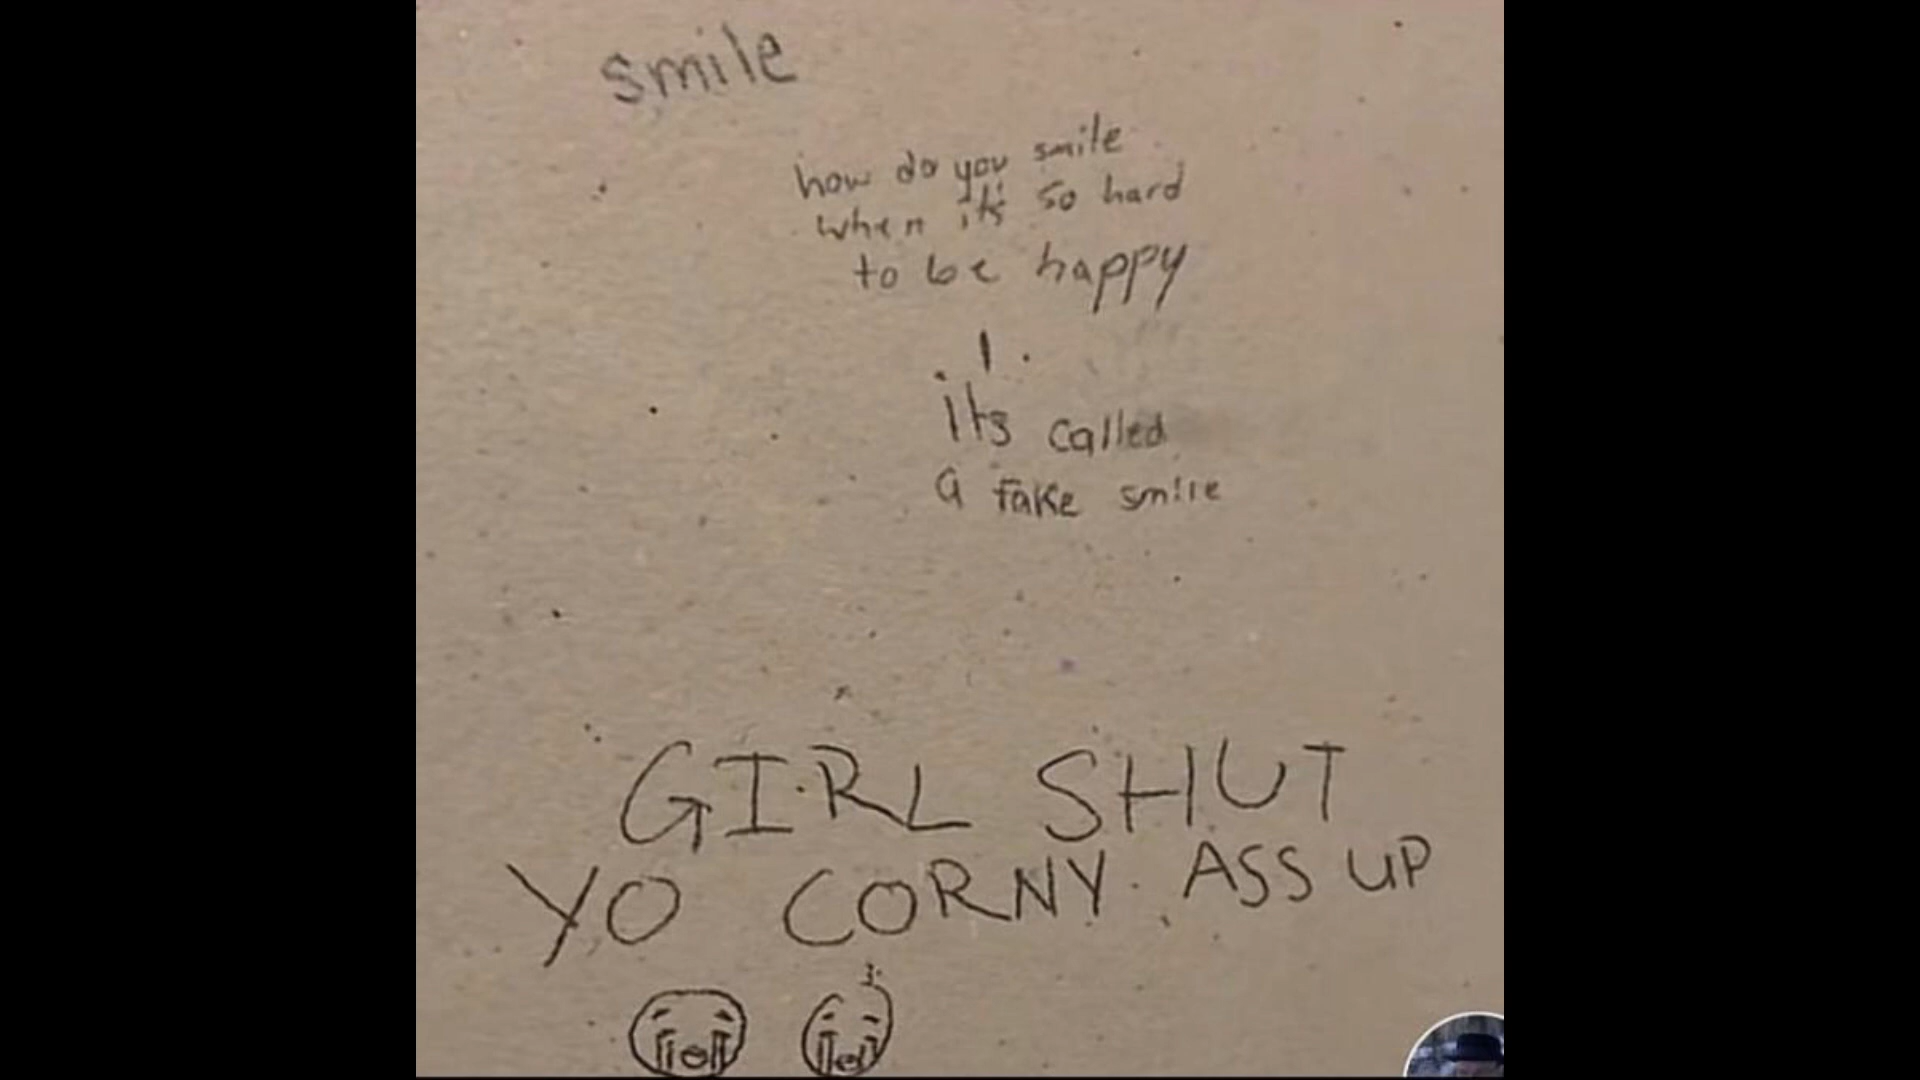 smile
how do you smile
when it's so hard
to be happy
its called
a fake smile
GIRL SHUT
YO CORNY ASS UP